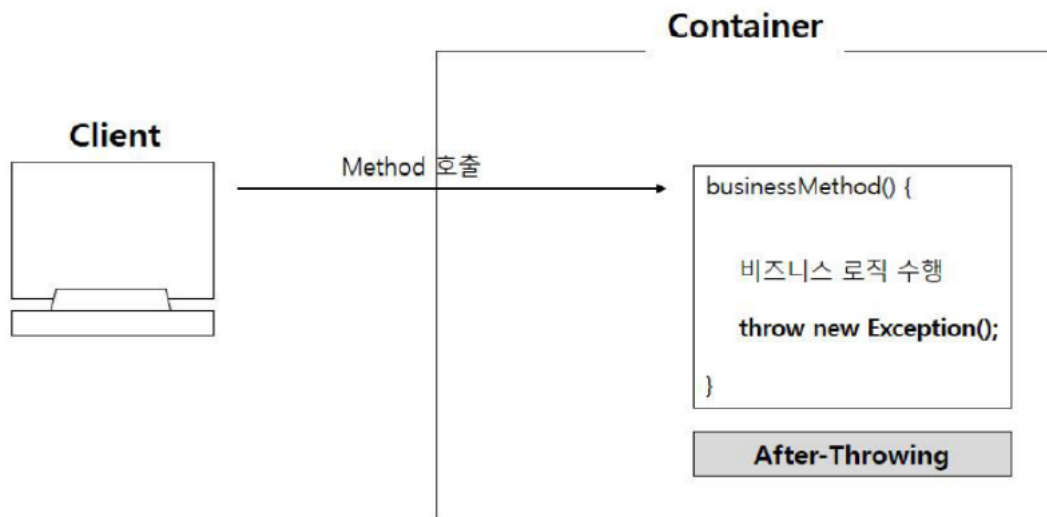 Container
Client
Method 호출
businessMethod() {
비즈니스 로직 수행
throw new Exception();
}
After-Throwing